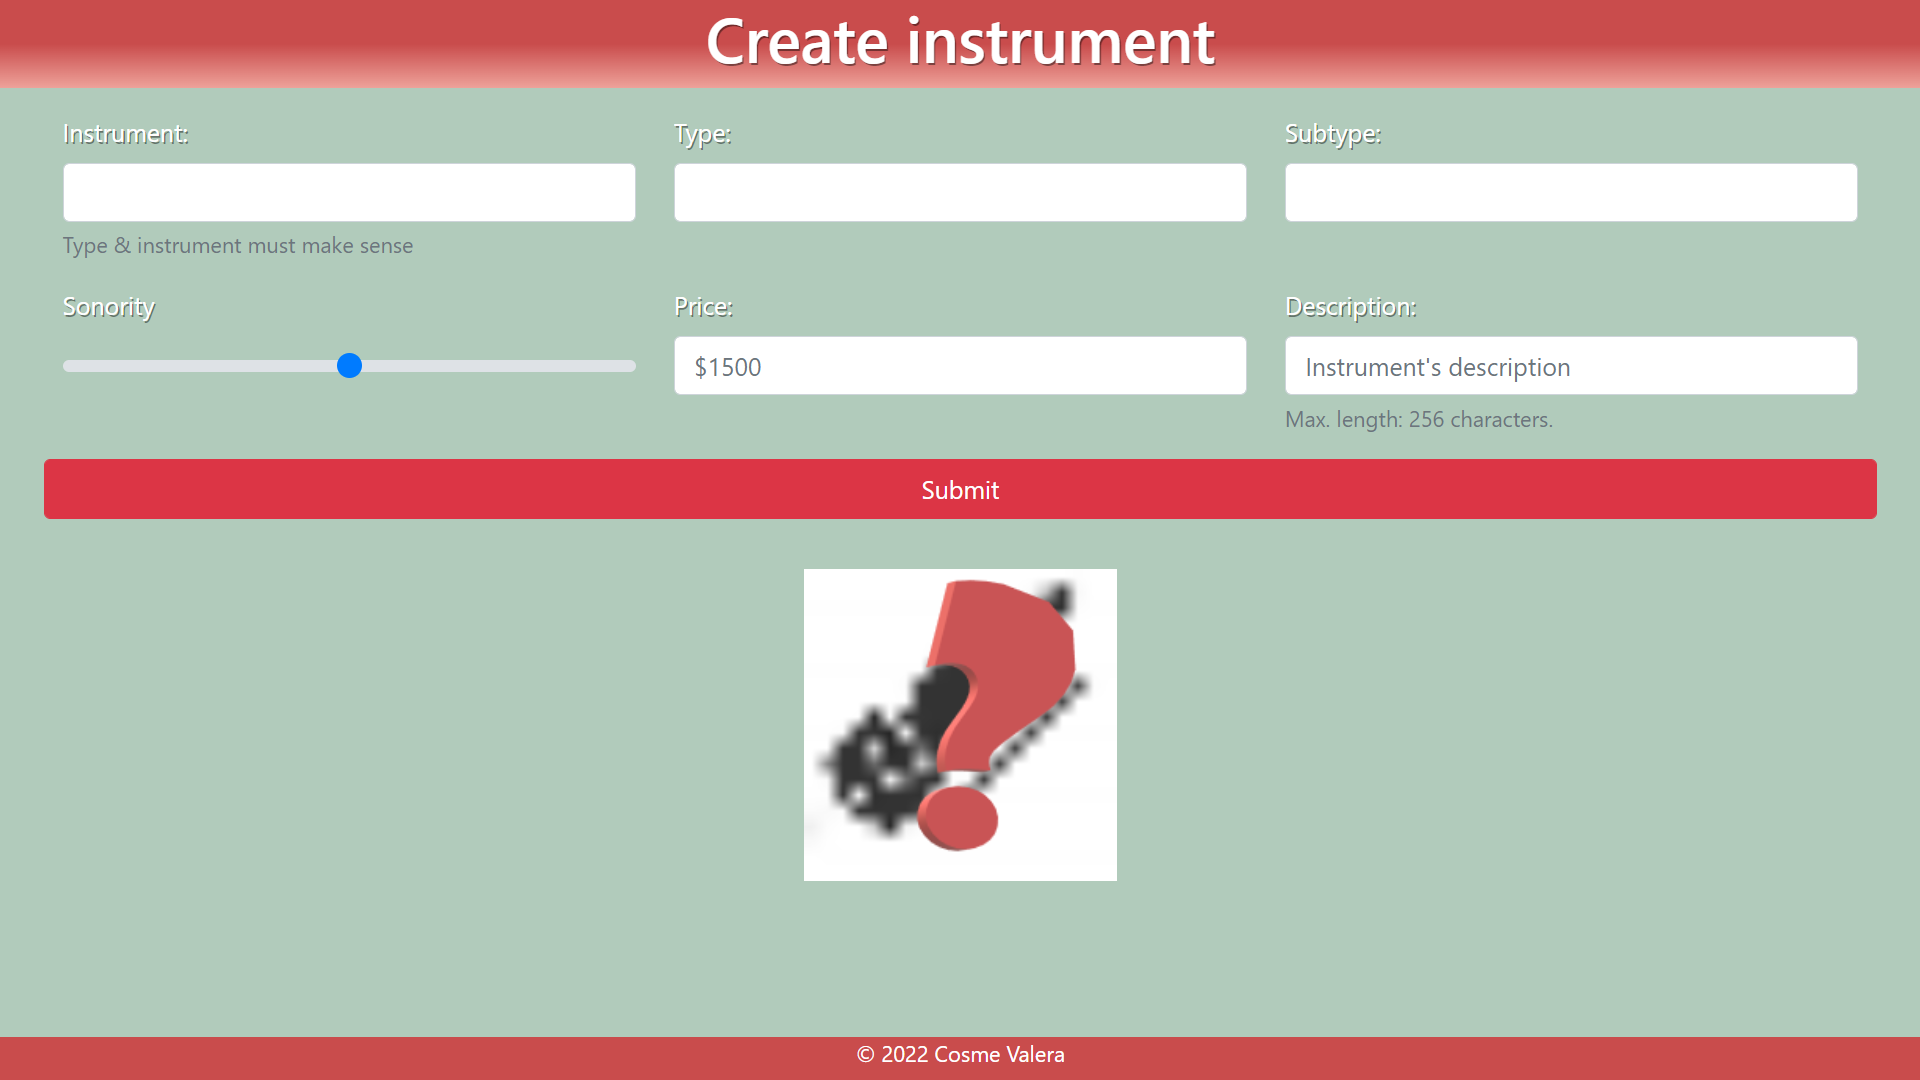 Create instrument
Instrument:
Type:
Subtype:
Type & instrument must make sense
Sonority
Price:
Description:
$1500
Instrument's description
Max. length: 256 characters.
Submit
© 2022 Cosme Valera